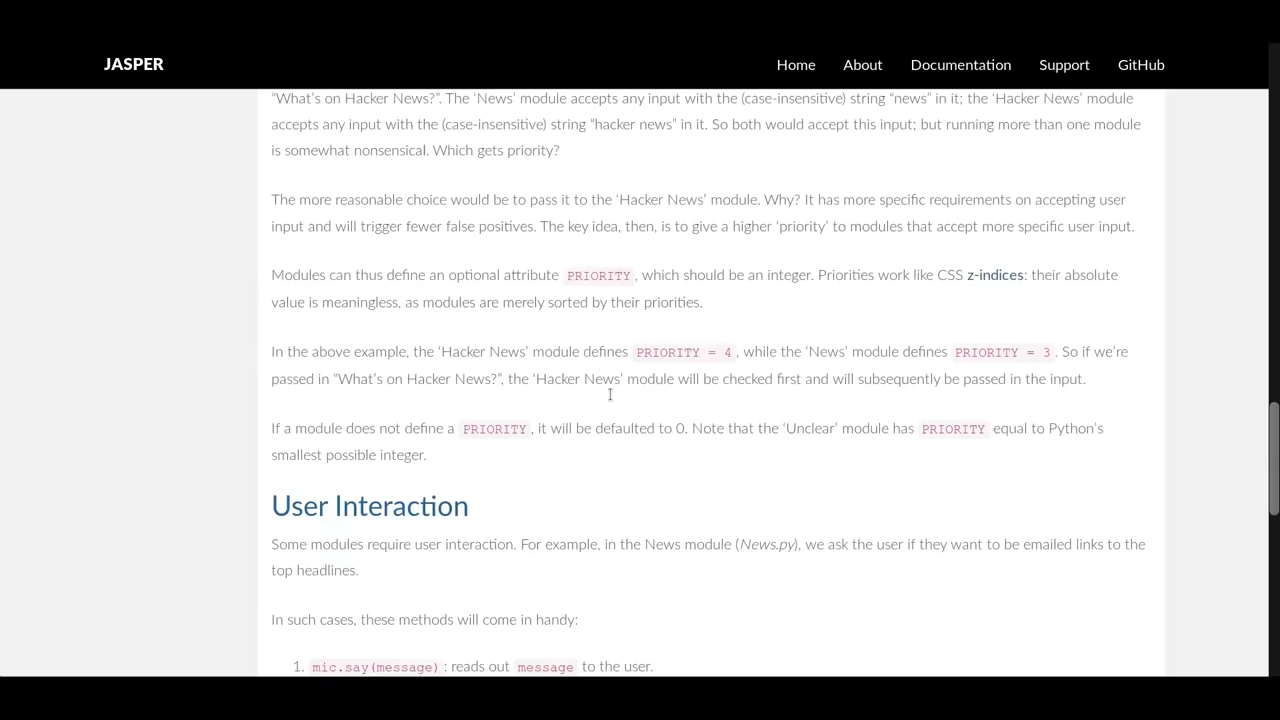 JASPER
Home About Documentation Support GitHub
“What’s on Hacker News?”. The ‘News’ module accepts any input with the (case-insensitive) string “news” in it; the ‘Hacker News’ module
accepts any input with the (case-insensitive) string “hacker news” in it. So both would accept this input; but running more than one module
is somewhat nonsensical. Which gets priority?
The more reasonable choice would be to pass it to the ‘Hacker News’ module. Why? It has more specific requirements on accepting user
input and will trigger fewer false positives. The key idea, then, is to give a higher ‘priority’ to modules that accept more specific user input.
Modules can thus define an optional attribute PRIORITY, which should be an integer. Priorities work like CSS z-indices: their absolute
value is meaningless, as modules are merely sorted by their priorities.
In the above example, the ‘Hacker News’ module defines PRIORITY = 4, while the ‘News’ module defines PRIORITY = 3. So if we’re
passed in “What’s on Hacker News?”, the ‘Hacker News’ module will be checked first and will subsequently be passed in the input.
If a module does not define a PRIORITY, it will be defaulted to 0. Note that the ‘Unclear’ module has PRIORITY equal to Python’s
smallest possible integer.
User Interaction
Some modules require user interaction. For example, in the News module (News.py), we ask the user if they want to be emailed links to the
top headlines.
In such cases, these methods will come in handy:
1. mic.say(message) : reads out message to the user.